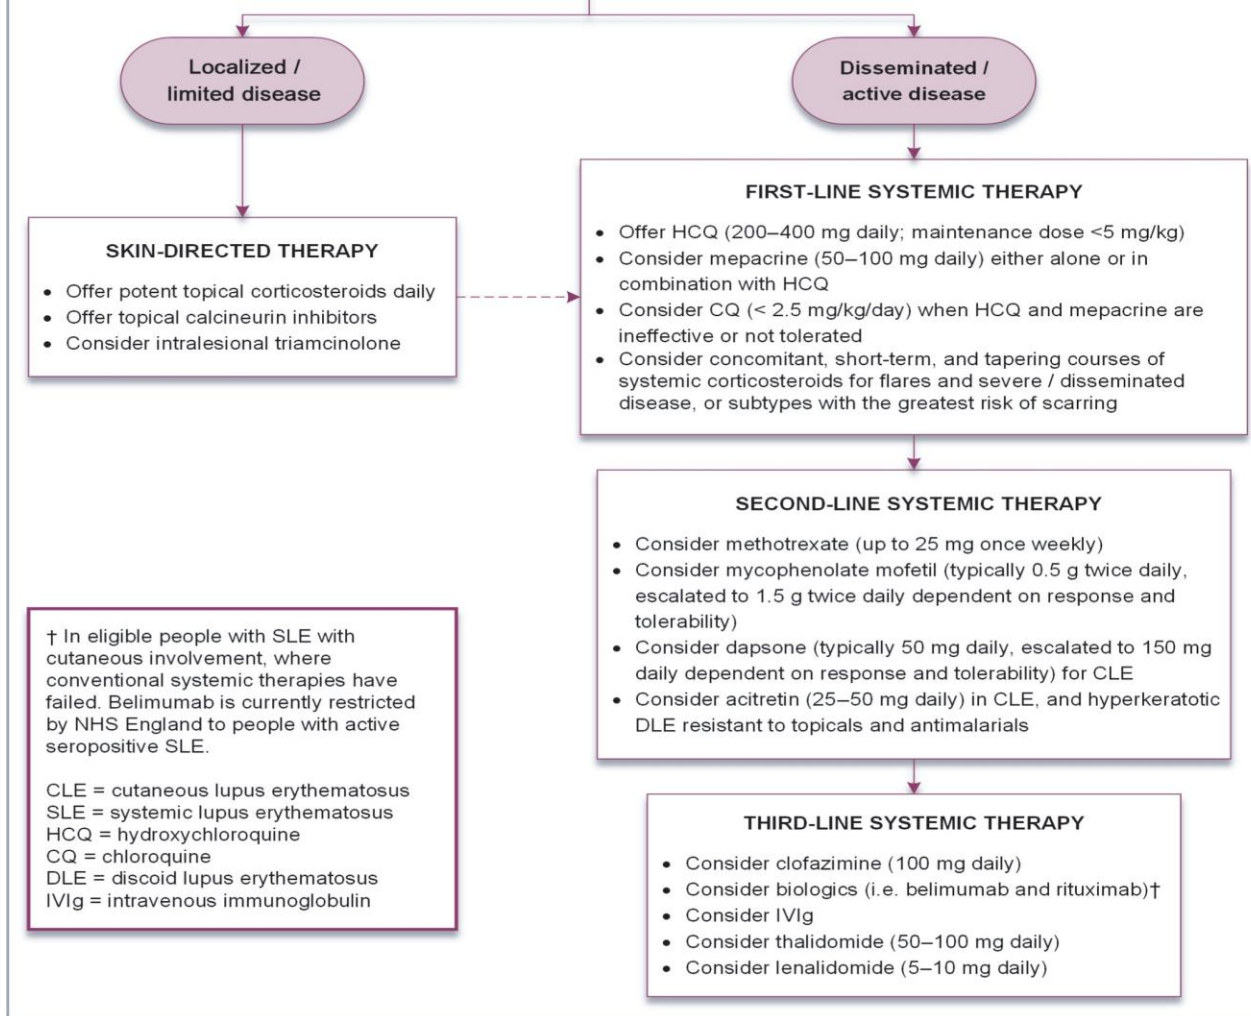 Localized /
limited disease
Disseminated /
active disease
SKIN-DIRECTED THERAPY
• Offer potent topical corticosteroids daily
• Offer topical calcineurin inhibitors
• Consider intralesional triamcinolone
FIRST-LINE SYSTEMIC THERAPY
• Offer HCQ (200–400 mg daily; maintenance dose <5 mg/kg)
• Consider mepacrine (50–100 mg daily) either alone or in
combination with HCQ
• Consider CQ (< 2.5 mg/kg/day) when HCQ and mepacrine are
ineffective or not tolerated
• Consider concomitant, short-term, and tapering courses of
systemic corticosteroids for flares and severe / disseminated
disease, or subtypes with the greatest risk of scarring
SECOND-LINE SYSTEMIC THERAPY
• Consider methotrexate (up to 25 mg once weekly)
• Consider mycophenolate mofetil (typically 0.5 g twice daily,
escalated to 1.5 g twice daily dependent on response and
tolerability)
• Consider dapsone (typically 50 mg daily, escalated to 150 mg
daily dependent on response and tolerability) for CLE
• Consider acitretin (25–50 mg daily) in CLE, and hyperkeratotic
DLE resistant to topicals and antimalarials
THIRD-LINE SYSTEMIC THERAPY
• Consider clofazimine (100 mg daily)
• Consider biologics (i.e. belimumab and rituximab)†
• Consider IVIg
• Consider thalidomide (50–100 mg daily)
• Consider lenalidomide (5–10 mg daily)
† In eligible people with SLE with
cutaneous involvement, where
conventional systemic therapies have
failed. Belimumab is currently restricted
by NHS England to people with active
seropositive SLE.
CLE = cutaneous lupus erythematosus
SLE = systemic lupus erythematosus
HCQ = hydroxychloroquine
CQ = chloroquine
DLE = discoid lupus erythematosus
IVIg = intravenous immunoglobulin